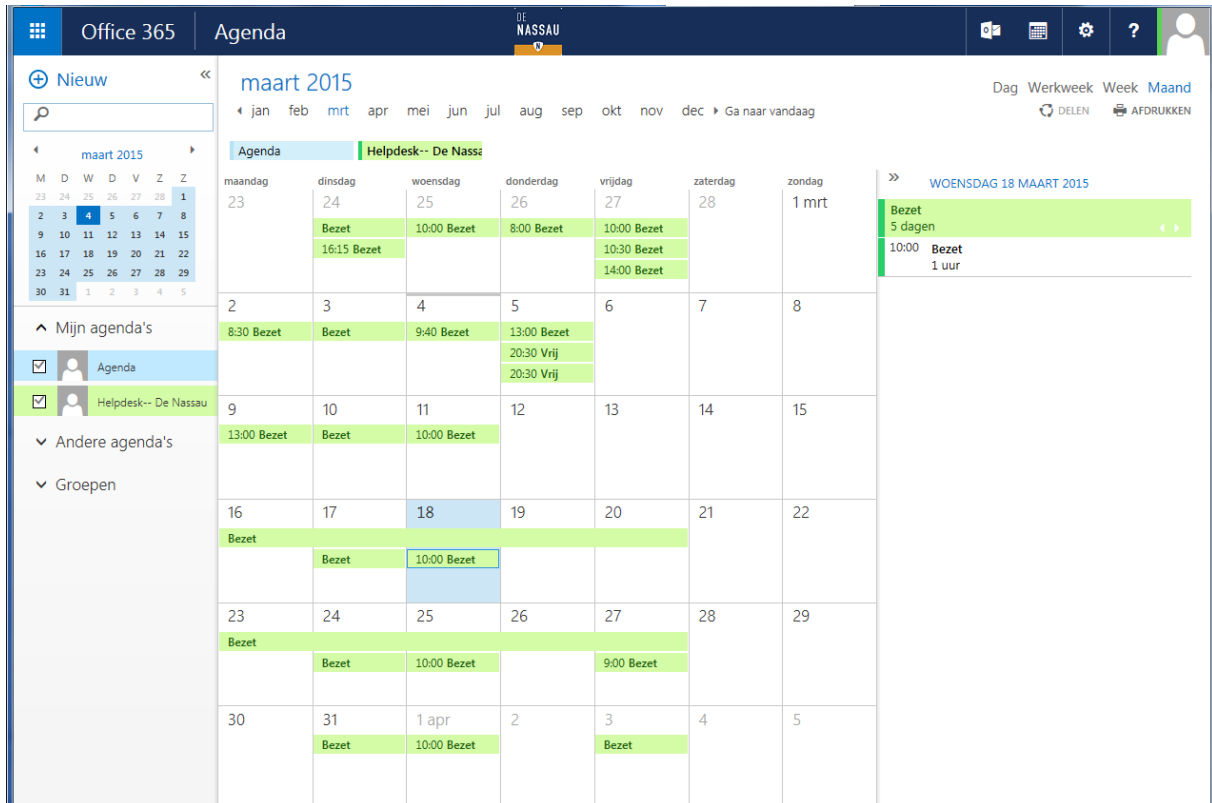 Office 365
Agenda
DE
NASSAU
N
?
Nieuw
«
maart 2015
Dag Werkweek Week Maand
jan feb mrt apr mei jun jul aug sep okt nov dec Ga naar vandaag
DELEN AFDRUKKEN
maart 2015
M D W D V Z Z
23 24 25 26 27 28 1
2 3 4 5 6 7 8
9 10 11 12 13 14 15
16 17 18 19 20 21 22
23 24 25 26 27 28 29
30 31 1 2 3 4 5
Mijn agenda's
Agenda
Helpdesk-- De Nassau
Andere agenda's
Groepen
Agenda Helpdesk-- De Nassa
maandag dinsdag woensdag donderdag vrijdag zaterdag zondag
23 24 25 26 27 28 1 mrt
Bezet 10:00 Bezet 8:00 Bezet 10:00 Bezet
16:15 Bezet 10:30 Bezet
14:00 Bezet
2 3 4 5 6 7 8
8:30 Bezet Bezet 9:40 Bezet 13:00 Bezet
20:30 Vrij
20:30 Vrij
9 10 11 12 13 14 15
13:00 Bezet Bezet 10:00 Bezet
16 17 18 19 20 21 22
Bezet
Bezet 10:00 Bezet
23 24 25 26 27 28 29
Bezet
Bezet 10:00 Bezet 9:00 Bezet
30 31 1 apr 2 3 4 5
Bezet 10:00 Bezet Bezet
» WOENSDAG 18 MAART 2015
Bezet
5 dagen
10:00 Bezet
1 uur